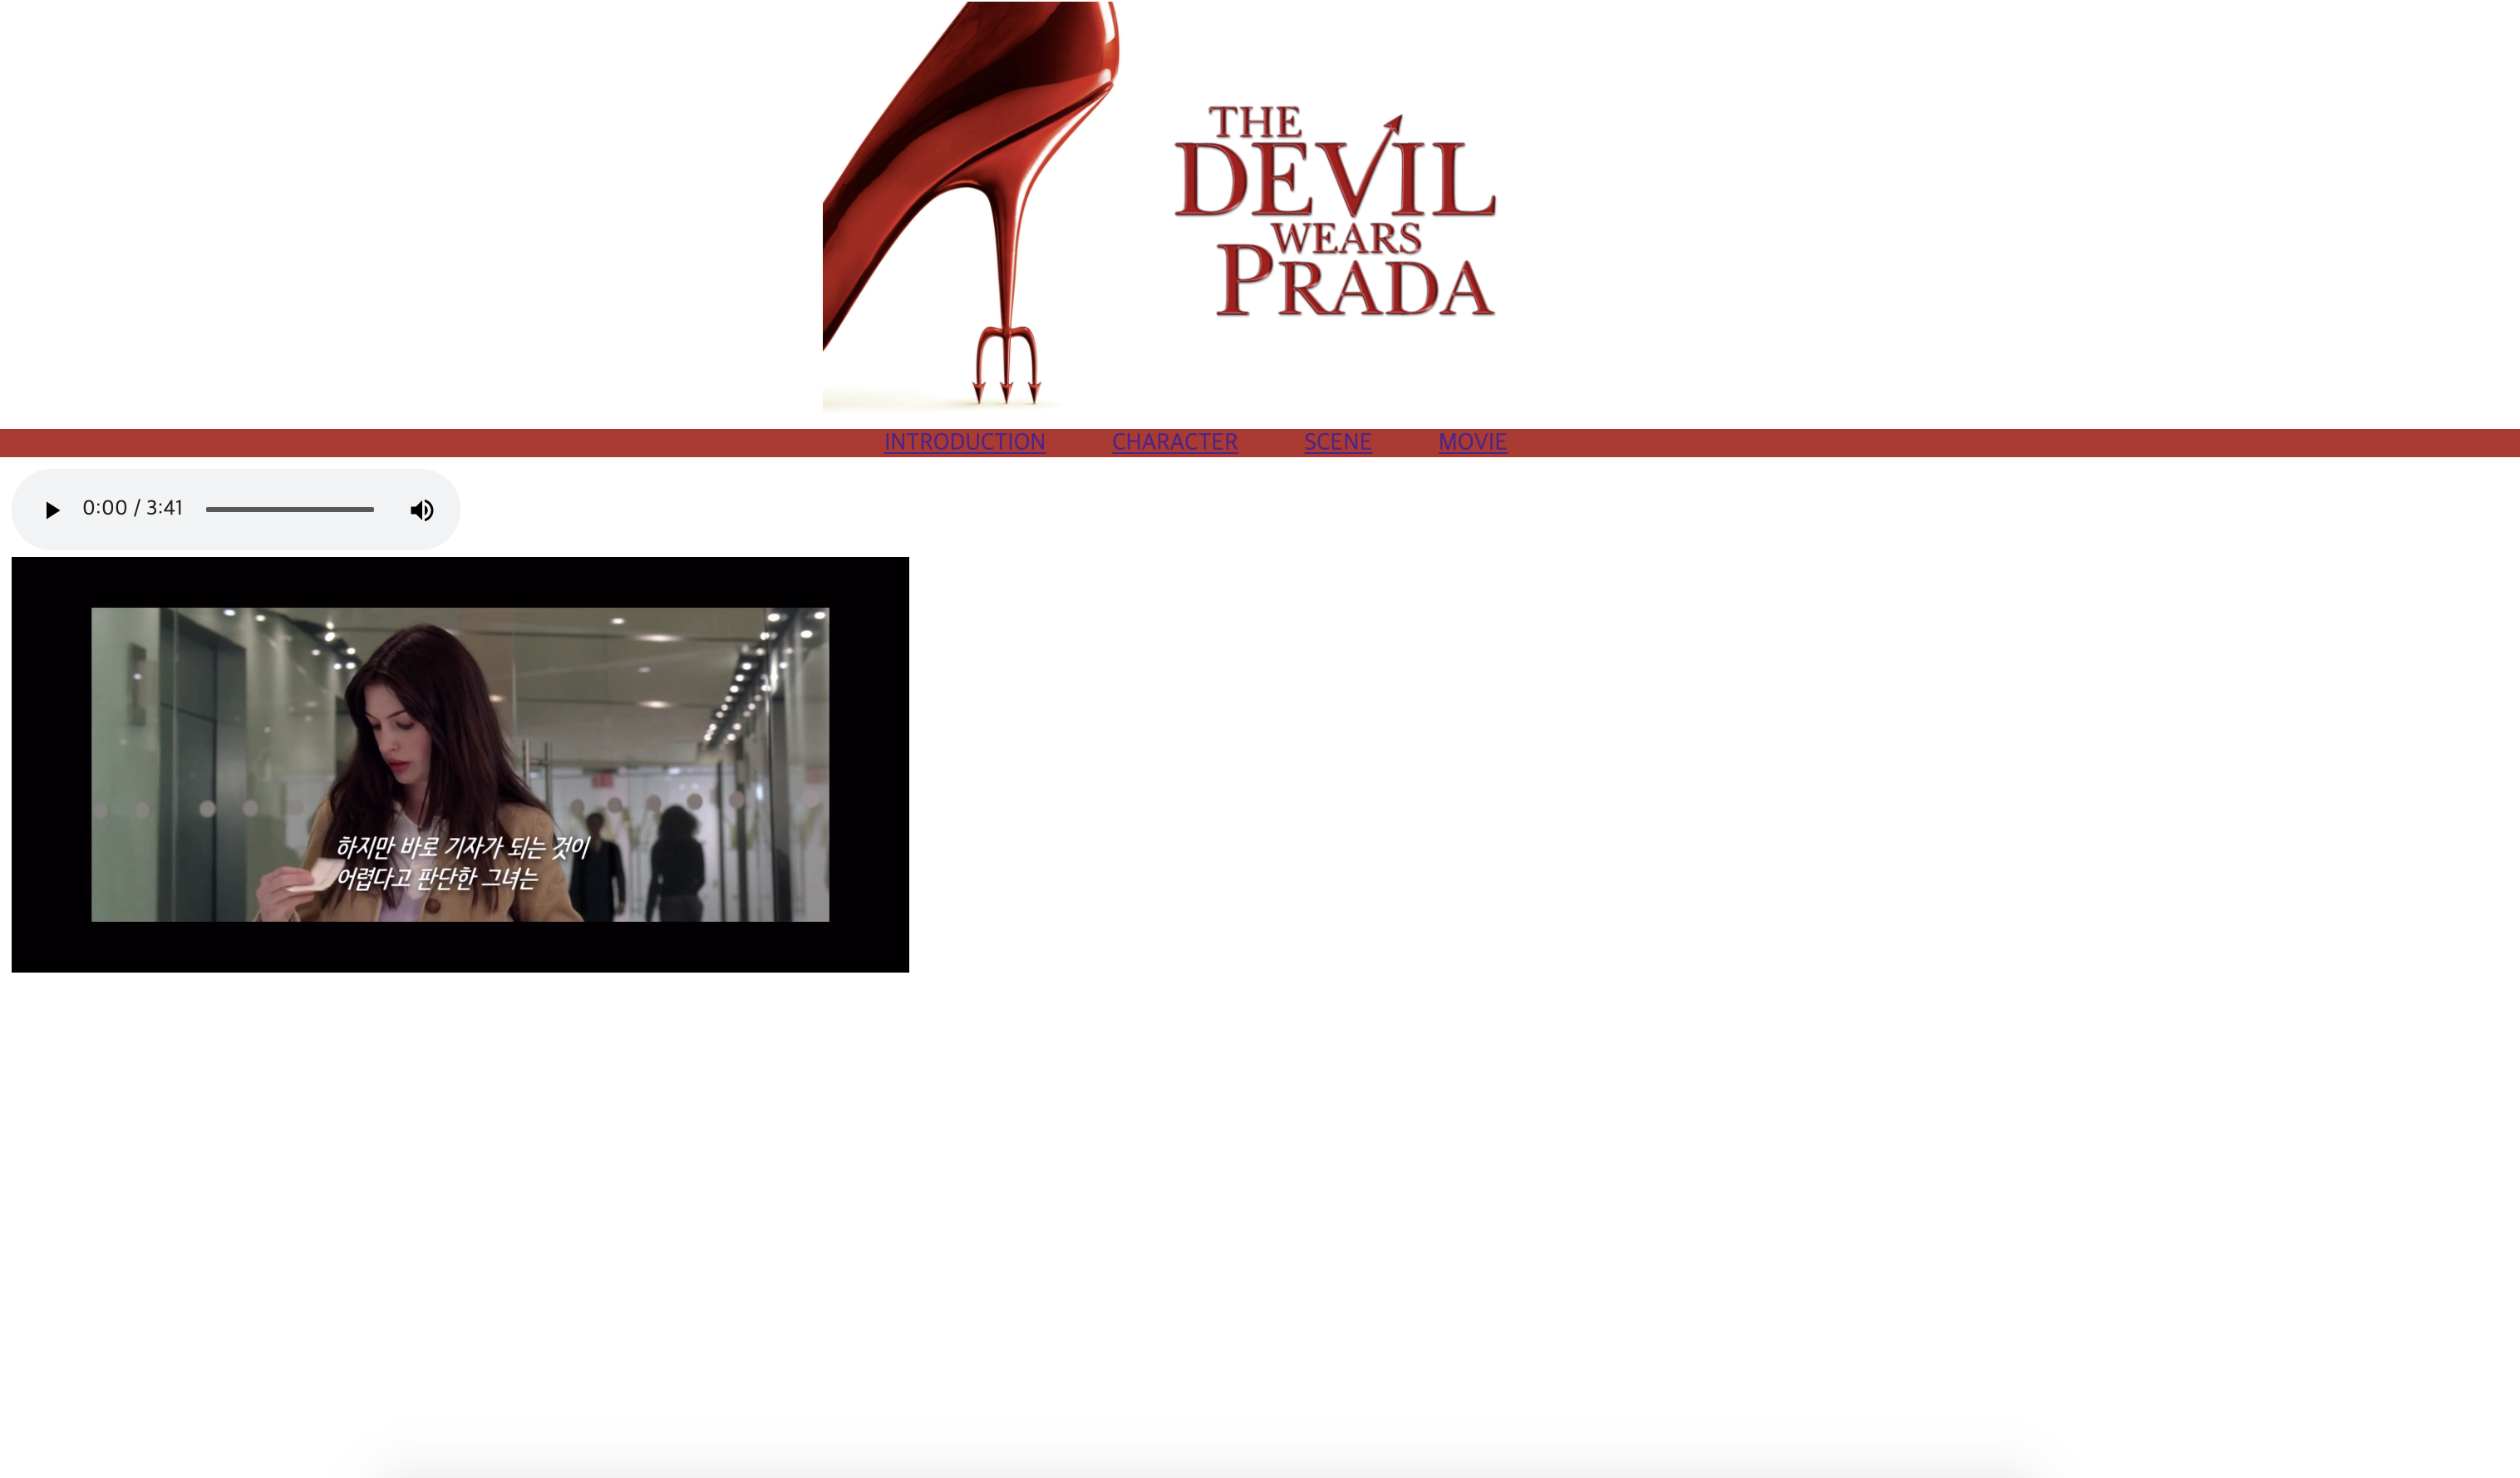 THE
DEVIL
WEARS
PRADA
INTRODUCTION CHARACTER SCENE MOVIE
0:00 / 3:41
하지만 바로 기자가 되는 것이
어렵다고 판단한 그녀는